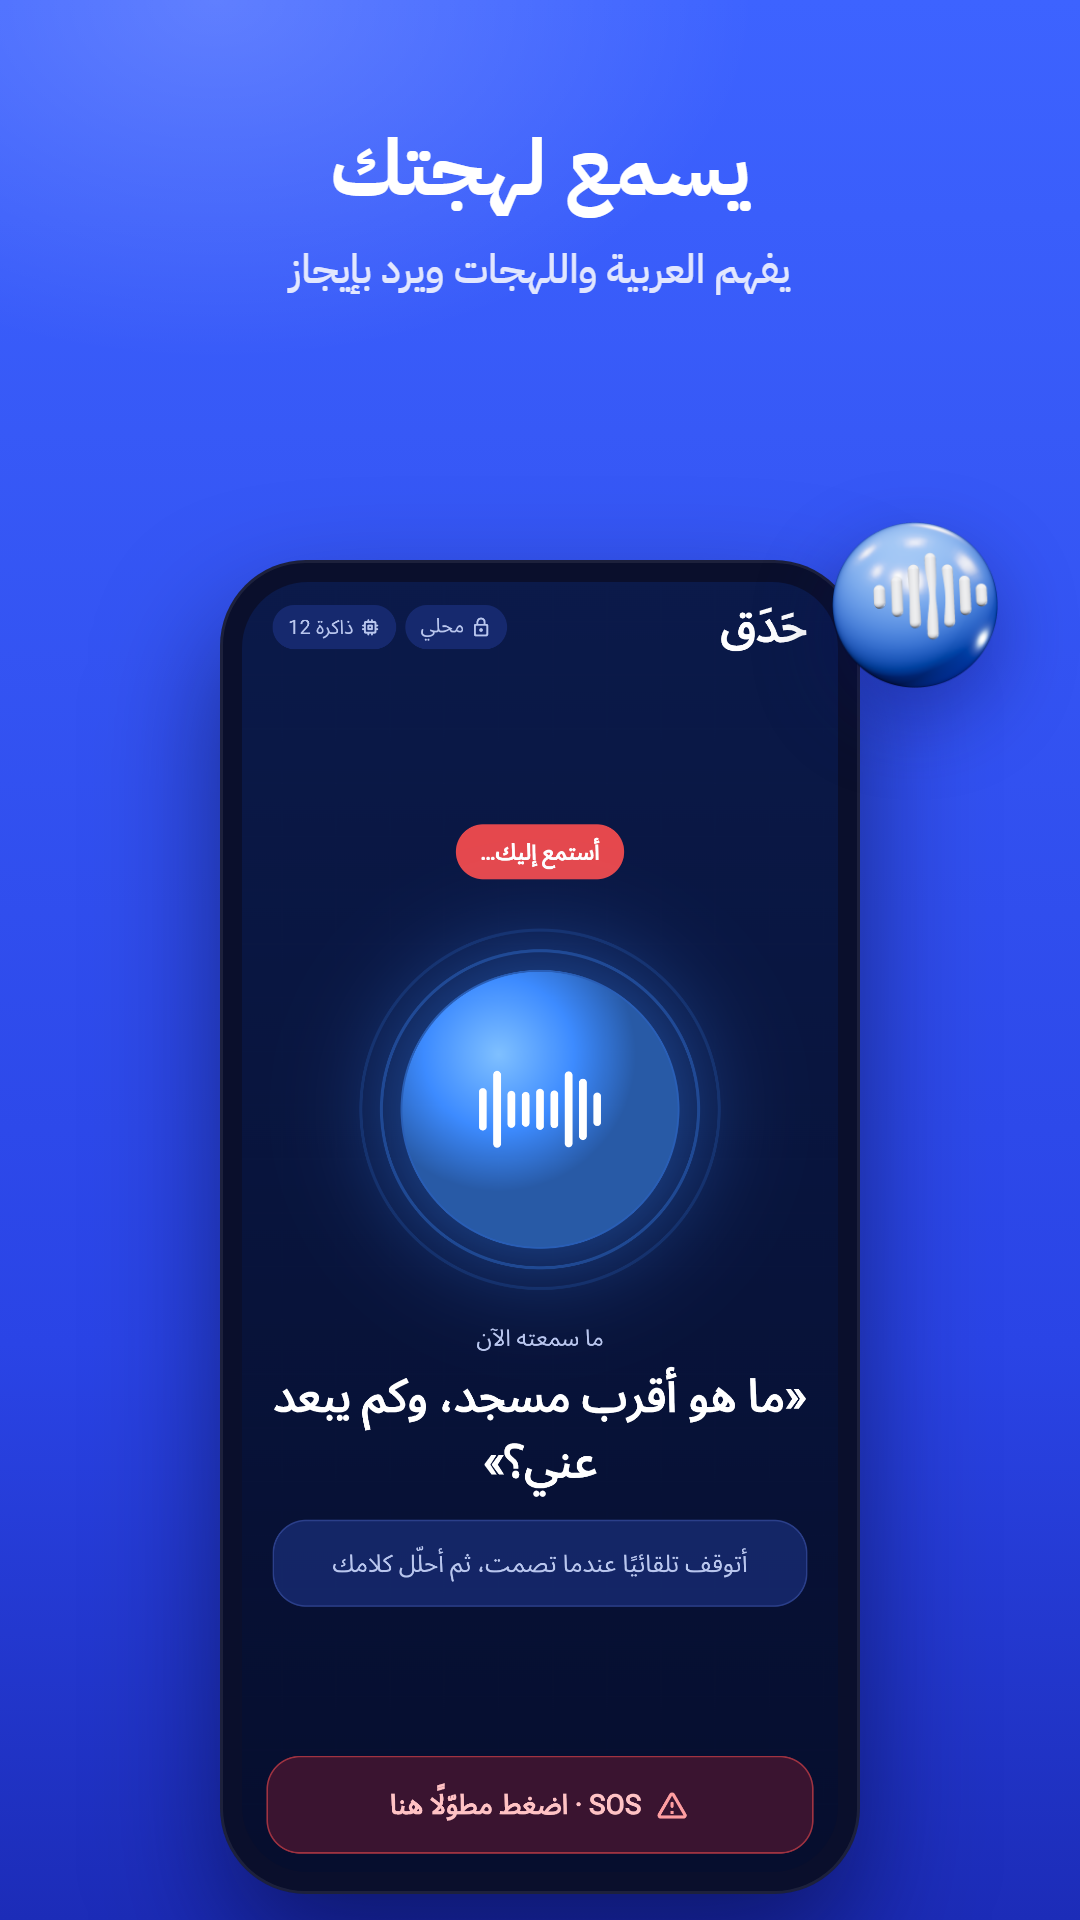 يسمع لهجتك
يفهم العربية واللهجات ويرد بإيجاز
حَدَق
محلي
ذاكرة 12
أستمع إليك...
ما سمعته الآن
«ما هو أقرب مسجد، وكم يبعد
عني؟»
أتوقف تلقائيًا عندما تصمت، ثم أحلّل كلامك
SOS · اضغط مطوّلًا هنا